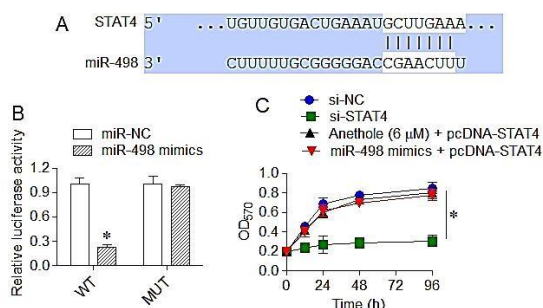 A
STAT4 5' ...UGUUGUGACUGAAAUGCUUGAAA...
miR-498 3' CUUUUUGCGGGGGACCGAACUUU
B
miR-NC
miR-498 mimics
Relative luciferase activity
1.2
0.9
0.6
0.3
0.0
*
WT
MUT
C
si-NC
si-STAT4
Anethole (6 μM) + pcDNA-STAT4
miR-498 mimics + pcDNA-STAT4
OD570
1.0
0.8
0.6
0.4
0.2
0.0
*
0 24 48 72 96
Time (h)